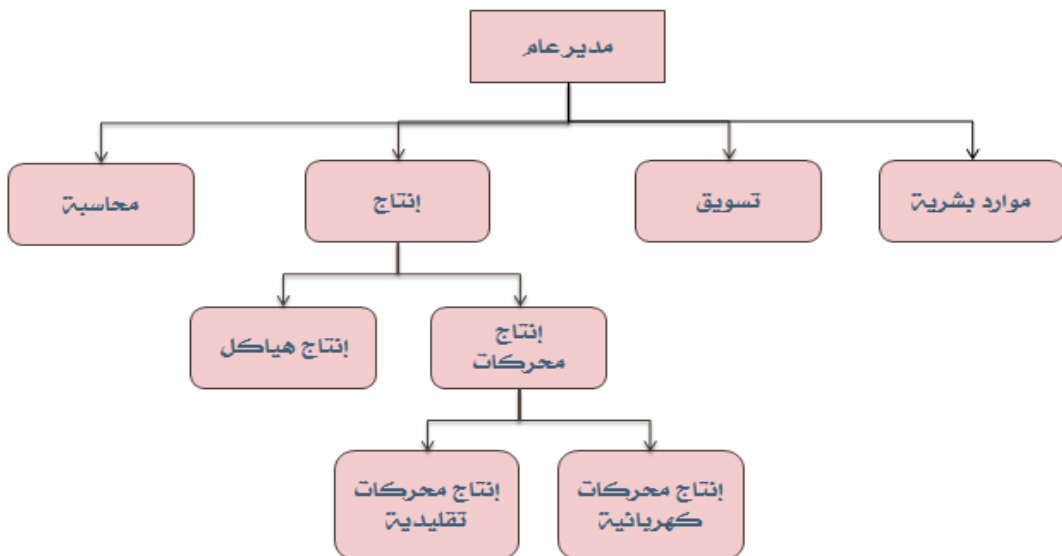 مدير عام
موارد بشرية
تسويق
إنتاج
محاسبة
إنتاج
محركات
إنتاج هياكل
إنتاج محركات
كهربائية
إنتاج محركات
تقليدية